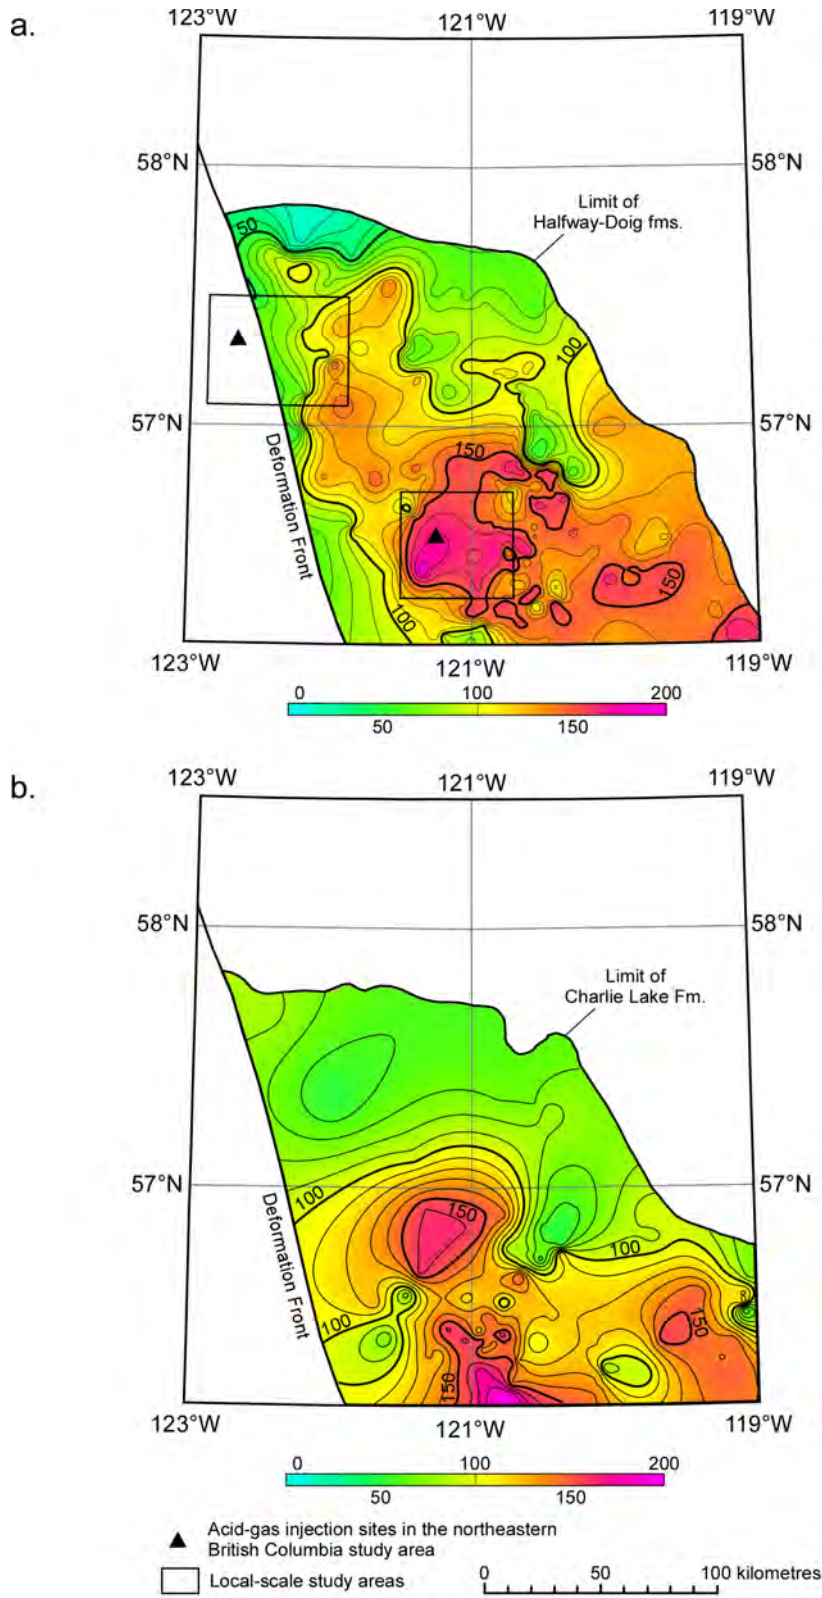 a.
123°W 121°W 119°W
58°N 58°N
Limit of
Halfway-Doig fms.
50
100
57°N 57°N
150
Deformation Front
150
100
123°W 121°W 119°W
0 100 200
50 150
b.
123°W 121°W 119°W
58°N 58°N
Limit of
Charlie Lake Fm.
57°N 57°N
100
150
Deformation Front
100
100
150
150
123°W 121°W 119°W
0 100 200
50 150
Acid-gas injection sites in the northeastern
British Columbia study area
Local-scale study areas
0 50 100 kilometres